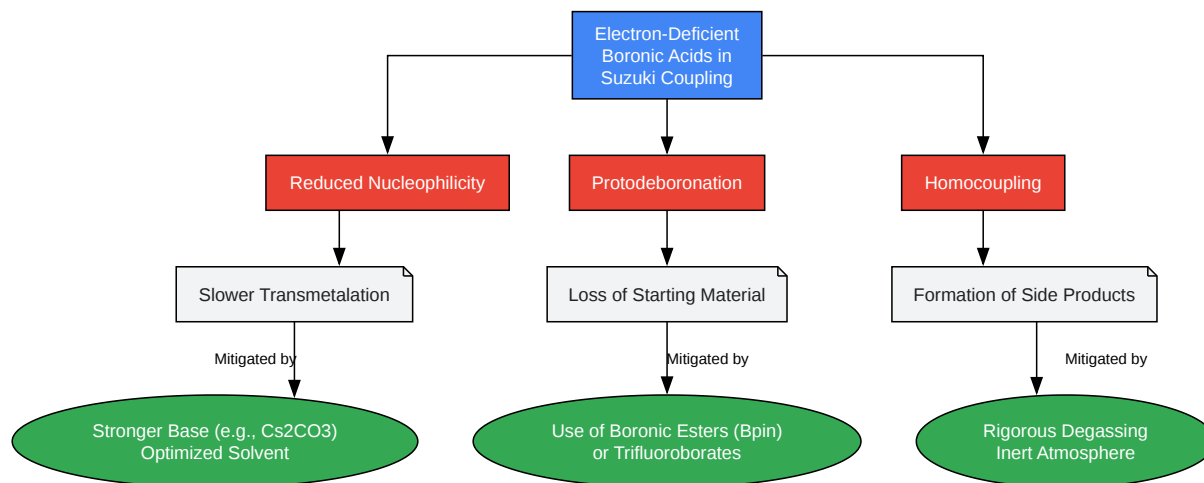 Electron-Deficient
Boronic Acids in
Suzuki Coupling
Reduced Nucleophilicity
Protodeboronation
Homocoupling
Slower Transmetalation
Loss of Starting Material
Formation of Side Products
Mitigated by
Mitigated by
Mitigated by
Stronger Base (e.g., Cs2CO3)
Optimized Solvent
Use of Boronic Esters (Bpin)
or Trifluoroborates
Rigorous Degassing
Inert Atmosphere